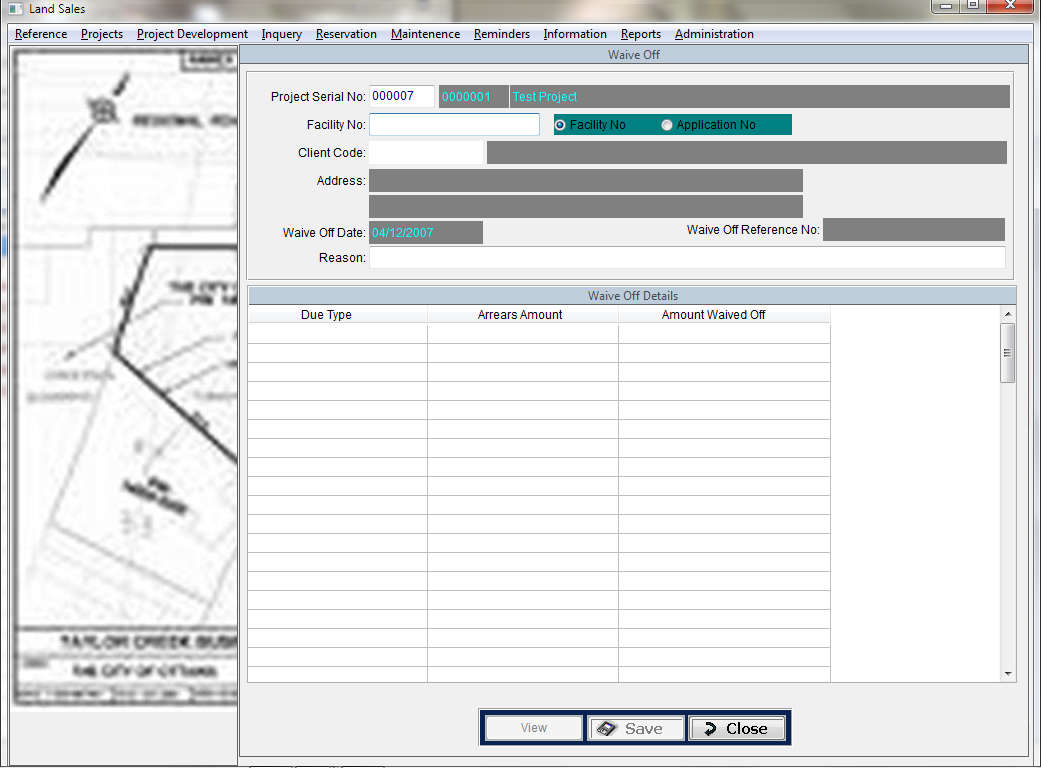 Land Sales
Reference Projects Project Development Inquery Reservation Maintenence Reminders Information Reports Administration
Waive Off
Project Serial No: 000007 0000001 Test Project
Facility No: Facility No Application No
Client Code:
Address:
Waive Off Date: 04/12/2007 Waive Off Reference No:
Reason:
Waive Off Details
Due Type Arrears Amount Amount Waived Off
THE CITY
TAYLOR CREEK BUSI
THE CITY OF OTTAWA
View Save Close